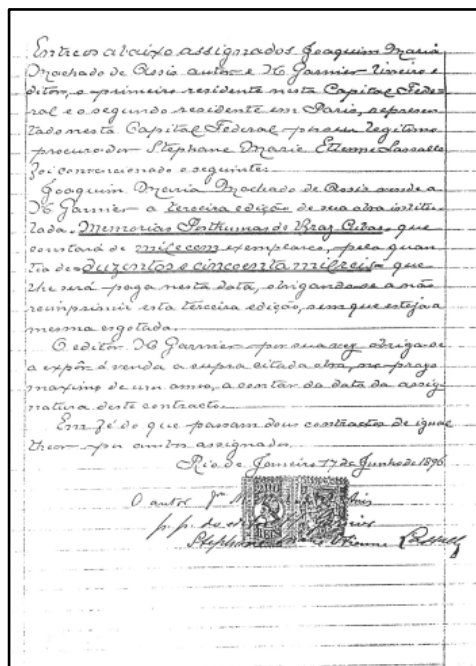 Entre os abaixo assignados Joaquim Maria
Machado de Assis autor e H Garnier livreiro e
ditor, o primeiro residente nesta Capital Fede-
ral e o segundo residente em Paris, represen
tado nesta Capital Federal por seu legitimo
procurador Stephane Marie Etienne Lassalle
foi convencionado o seguinte:
Joaquim Maria Machado de Assis vende a
H Garnier a terceira edição de sua obra intitu
lada, Memorias Posthumas de Braz Cubas, que
constará de mil e cem exemplares, pela quan
tia de duzentos e cincoenta mil reis que
lhe será paga nesta data, obrigando-se a não
reimprimir esta terceira edição, sem que esteja a
mesma exgotada.
O editor H Garnier por sua vez obriga-se
a expôr á venda a supra citada obra, no prazo
maximo de um anno, a contar da data da assig
natura deste contracto.
Em fé do que passam dous contractos de igual
theor por ambos assignados.
Rio de Janeiro 17 de Junho de 1896
O autor
p. p. do
Stephane Etienne Lassalle